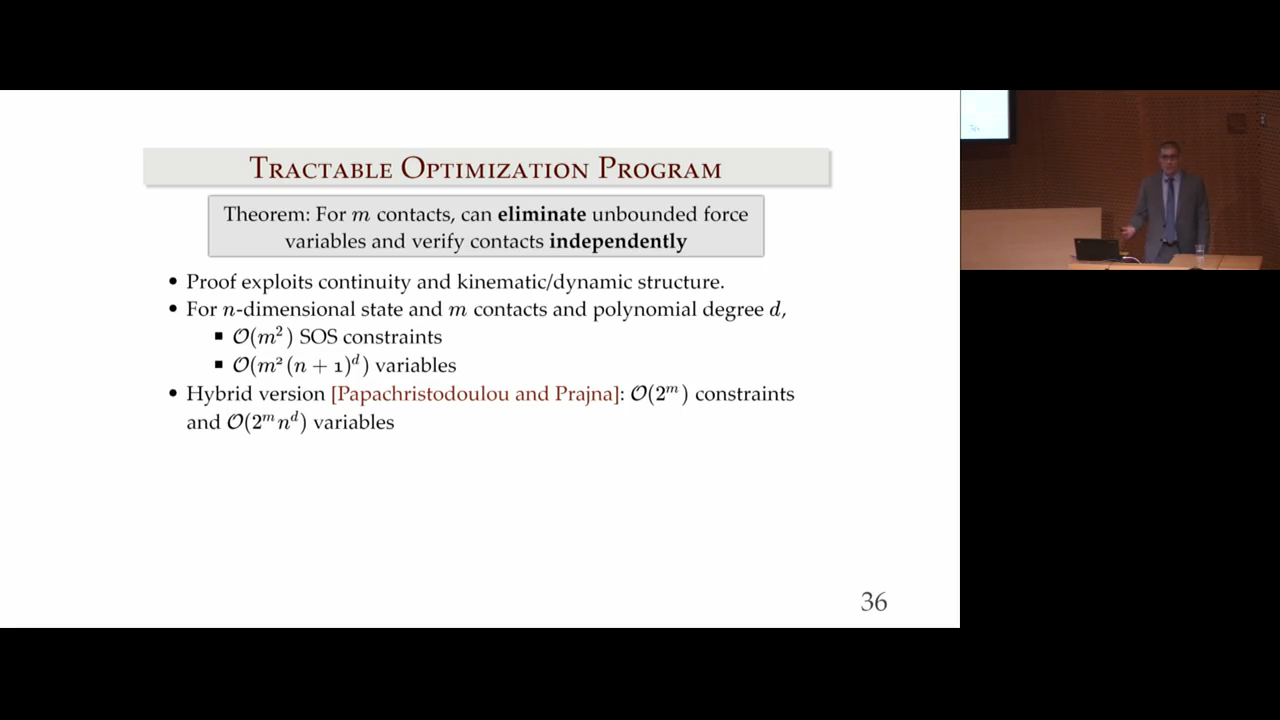 TRACTABLE OPTIMIZATION PROGRAM
Theorem: For m contacts, can eliminate unbounded force
variables and verify contacts independently
• Proof exploits continuity and kinematic/dynamic structure.
• For n-dimensional state and m contacts and polynomial degree d,
▪ O(m²) SOS constraints
▪ O(m²(n + 1)^d) variables
• Hybrid version [Papachristodoulou and Prajna]: O(2^m) constraints
and O(2^m n^d) variables
36